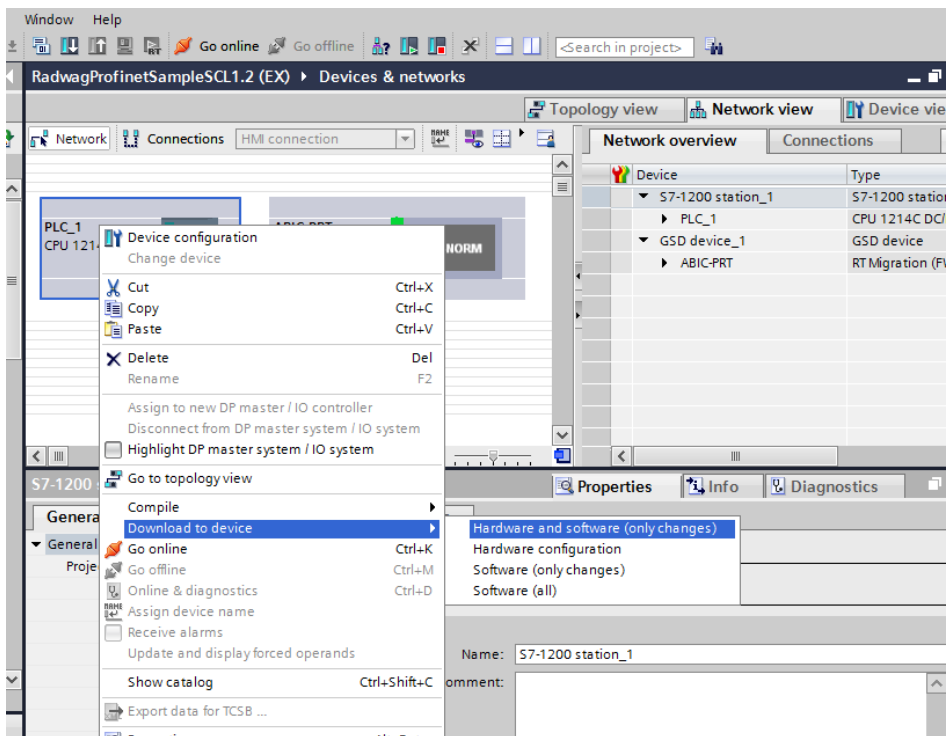 Window Help
Go online Go offline <Search in project>
RadwagProfinetSampleSCL1.2 (EX) ▸ Devices & networks
Topology view Network view Device vie
Network Connections HMI connection
Network overview Connections
Device Type
S7-1200 station_1 S7-1200 station
PLC_1 CPU 1214C DC/
GSD device_1 GSD device
ABIC-PRT RT Migration (FW
PLC_1
CPU 121
NORM
Device configuration
Change device
Cut Ctrl+X
Copy Ctrl+C
Paste Ctrl+V
Delete Del
Rename F2
Assign to new DP master / IO controller
Disconnect from DP master system / IO system
Highlight DP master system / IO system
Go to topology view
Compile
Download to device
Go online Ctrl+K
Go offline Ctrl+M
Online & diagnostics Ctrl+D
Assign device name
Receive alarms
Update and display forced operands
Show catalog Ctrl+Shift+C
Export data for TCSB ...
Hardware and software (only changes)
Hardware configuration
Software (only changes)
Software (all)
S7-1200
Properties Info Diagnostics
Genera
General
Proje
Name: S7-1200 station_1
omment: